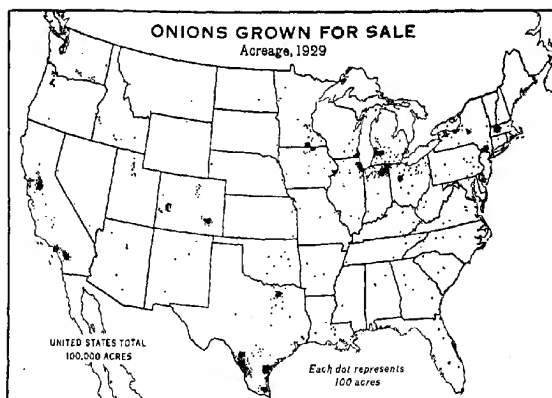 ONIONS GROWN FOR SALE
Acreage, 1929
UNITED STATES TOTAL
100,000 ACRES
Each dot represents
100 acres